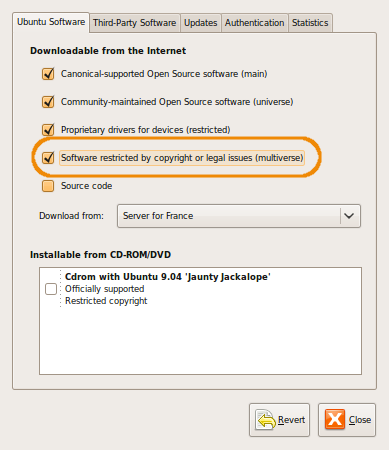 Ubuntu Software Third-Party Software Updates Authentication Statistics
Downloadable from the Internet
Canonical-supported Open Source software (main)
Community-maintained Open Source software (universe)
Proprietary drivers for devices (restricted)
Software restricted by copyright or legal issues (multiverse)
Source code
Download from: Server for France
Installable from CD-ROM/DVD
Cdrom with Ubuntu 9.04 'Jaunty Jackalope'
Officially supported
Restricted copyright
Revert Close